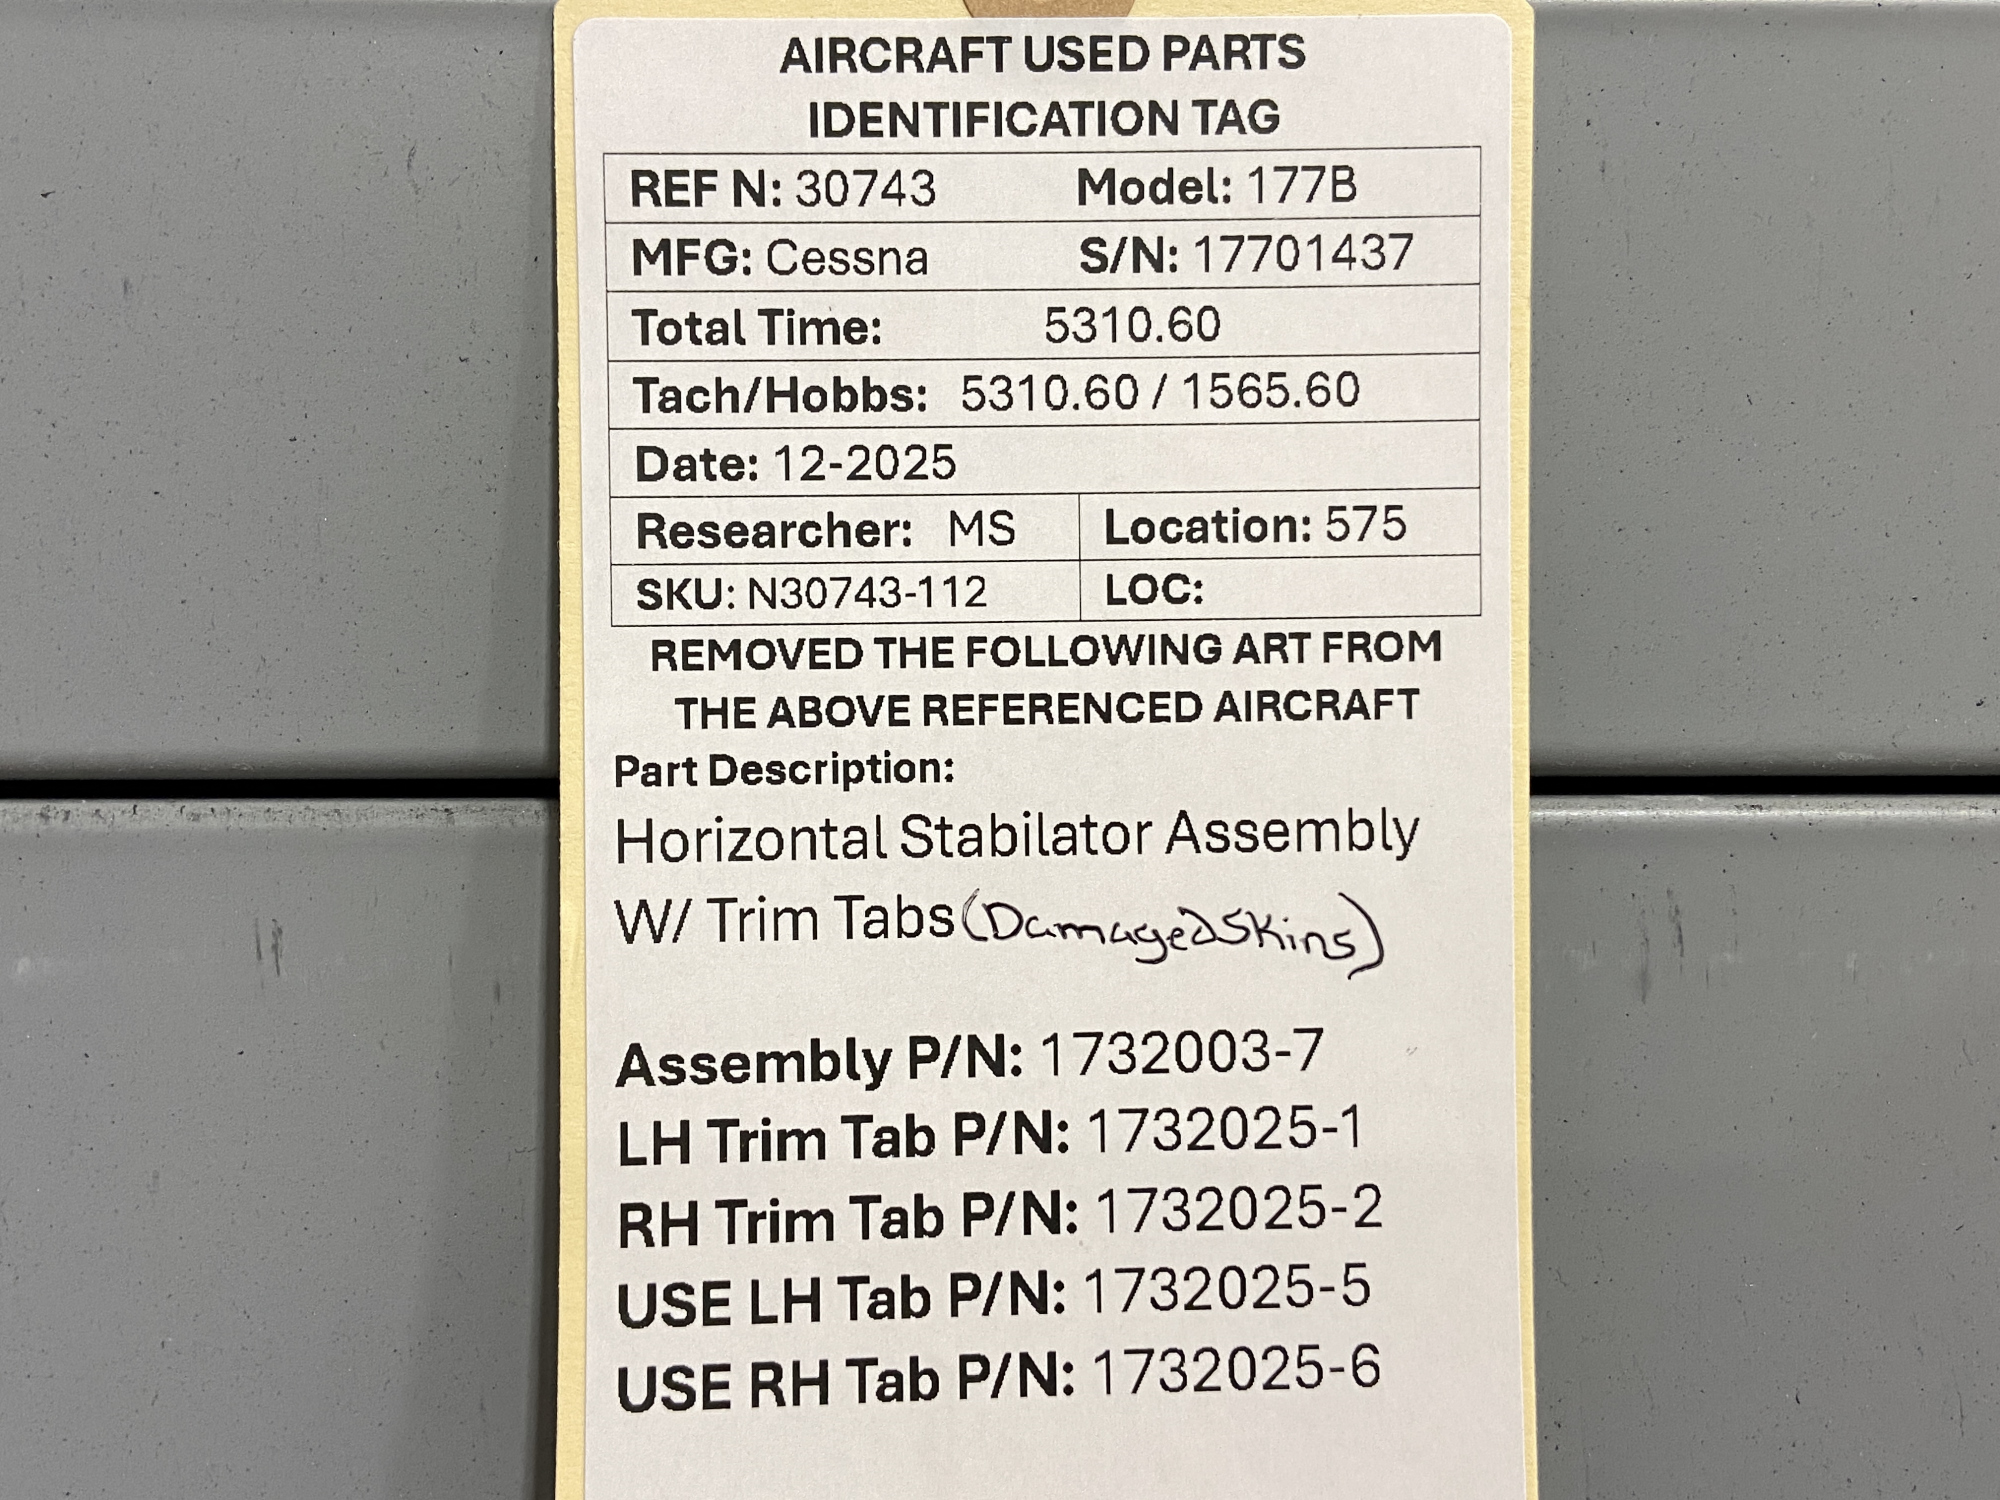 AIRCRAFT USED PARTS
IDENTIFICATION TAG
REF N: 30743 Model: 177B
MFG: Cessna S/N: 17701437
Total Time: 5310.60
Tach/Hobbs: 5310.60 / 1565.60
Date: 12-2025
Researcher: MS Location: 575
SKU: N30743-112 LOC:
REMOVED THE FOLLOWING ART FROM
THE ABOVE REFERENCED AIRCRAFT
Part Description:
Horizontal Stabilator Assembly
W/ Trim Tabs (Damaged Skins)
Assembly P/N: 1732003-7
LH Trim Tab P/N: 1732025-1
RH Trim Tab P/N: 1732025-2
USE LH Tab P/N: 1732025-5
USE RH Tab P/N: 1732025-6